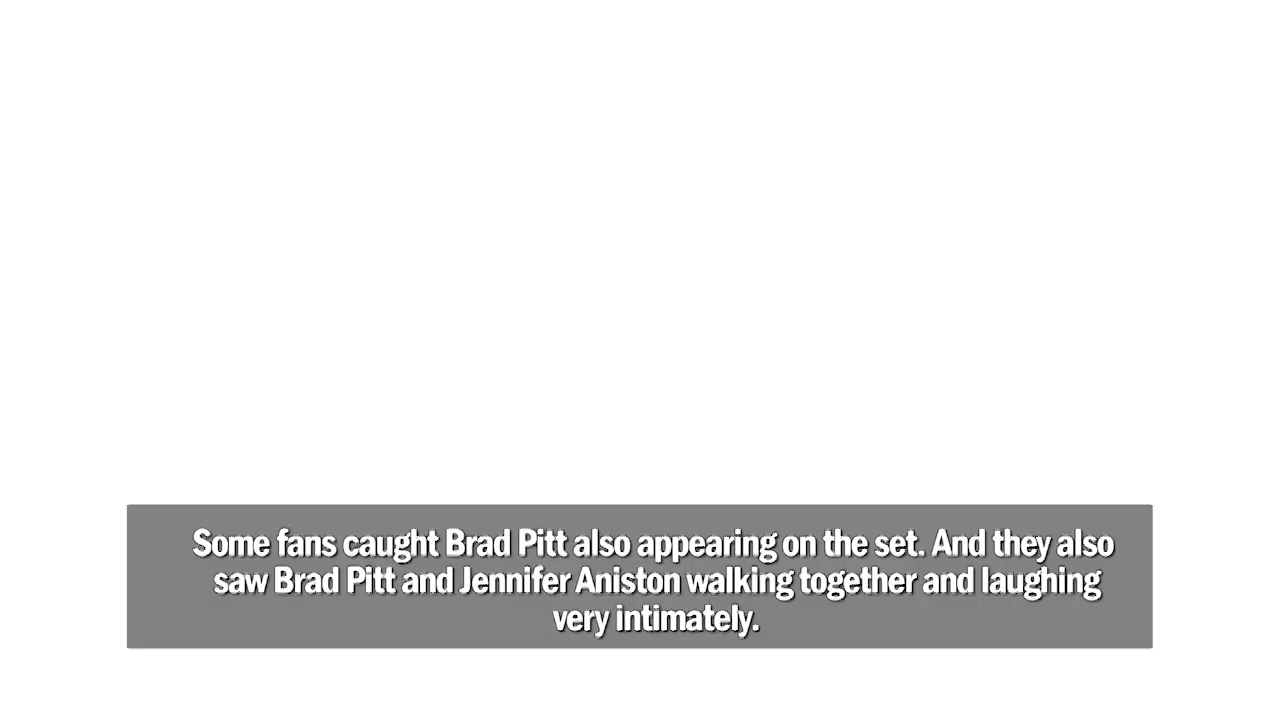 Some fans caught Brad Pitt also appearing on the set. And they also
saw Brad Pitt and Jennifer Aniston walking together and laughing
very intimately.